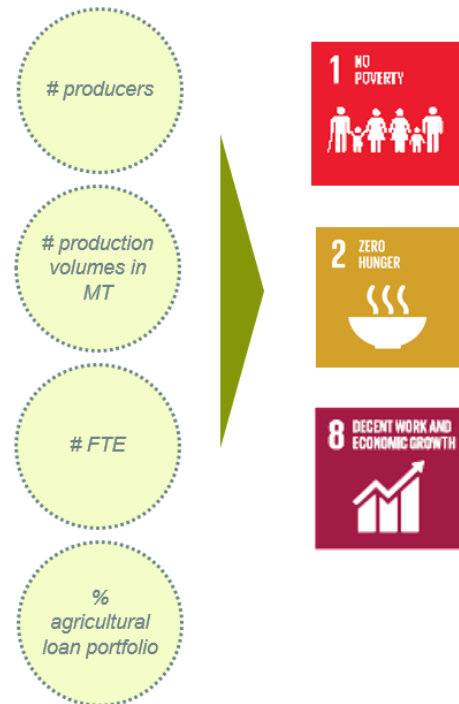 # producers
# production
volumes in
MT
# FTE
%
agricultural
loan portfolio
1 NO
POVERTY
2 ZERO
HUNGER
8 DECENT WORK AND
ECONOMIC GROWTH